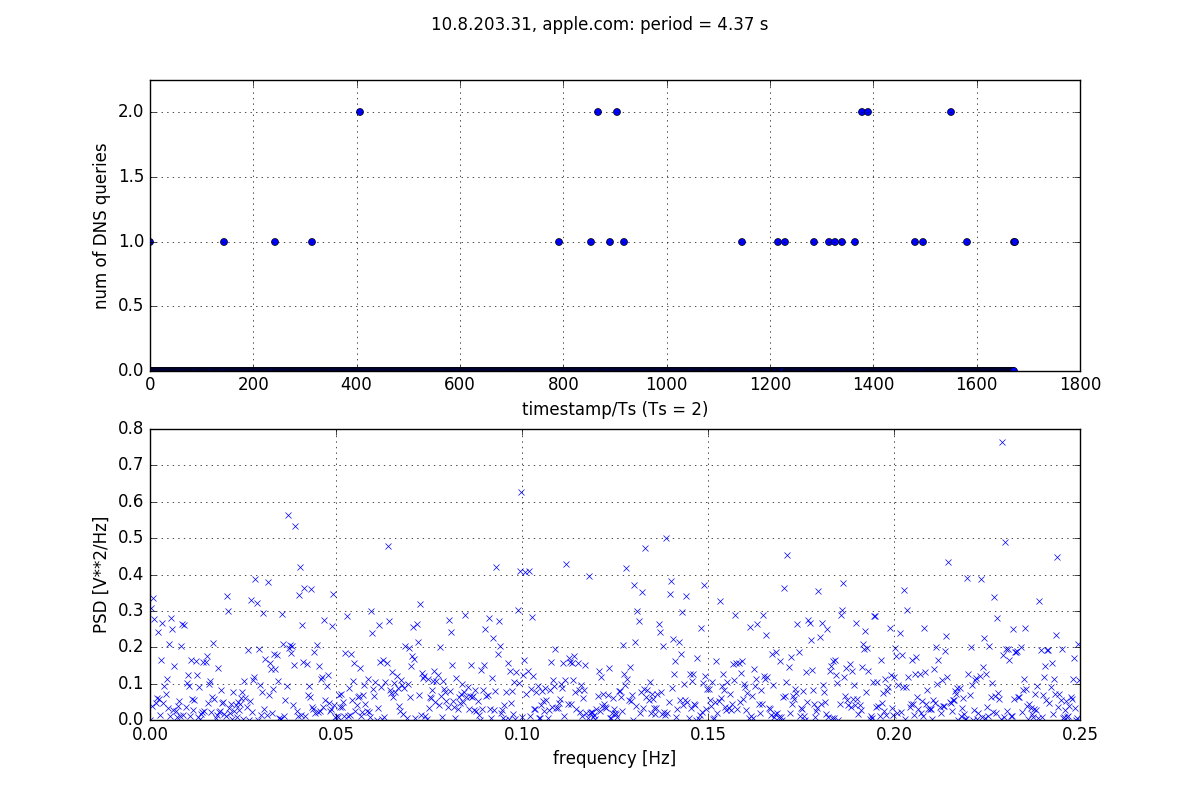 10.8.203.31, apple.com: period = 4.37 s
2.0
1.5
1.0
0.5
0.0
num of DNS queries
0 200 400 600 800 1000 1200 1400 1600 1800
timestamp/Ts (Ts = 2)
0.8
0.7
0.6
0.5
0.4
0.3
0.2
0.1
0.0
PSD [V**2/Hz]
0.00 0.05 0.10 0.15 0.20 0.25
frequency [Hz]